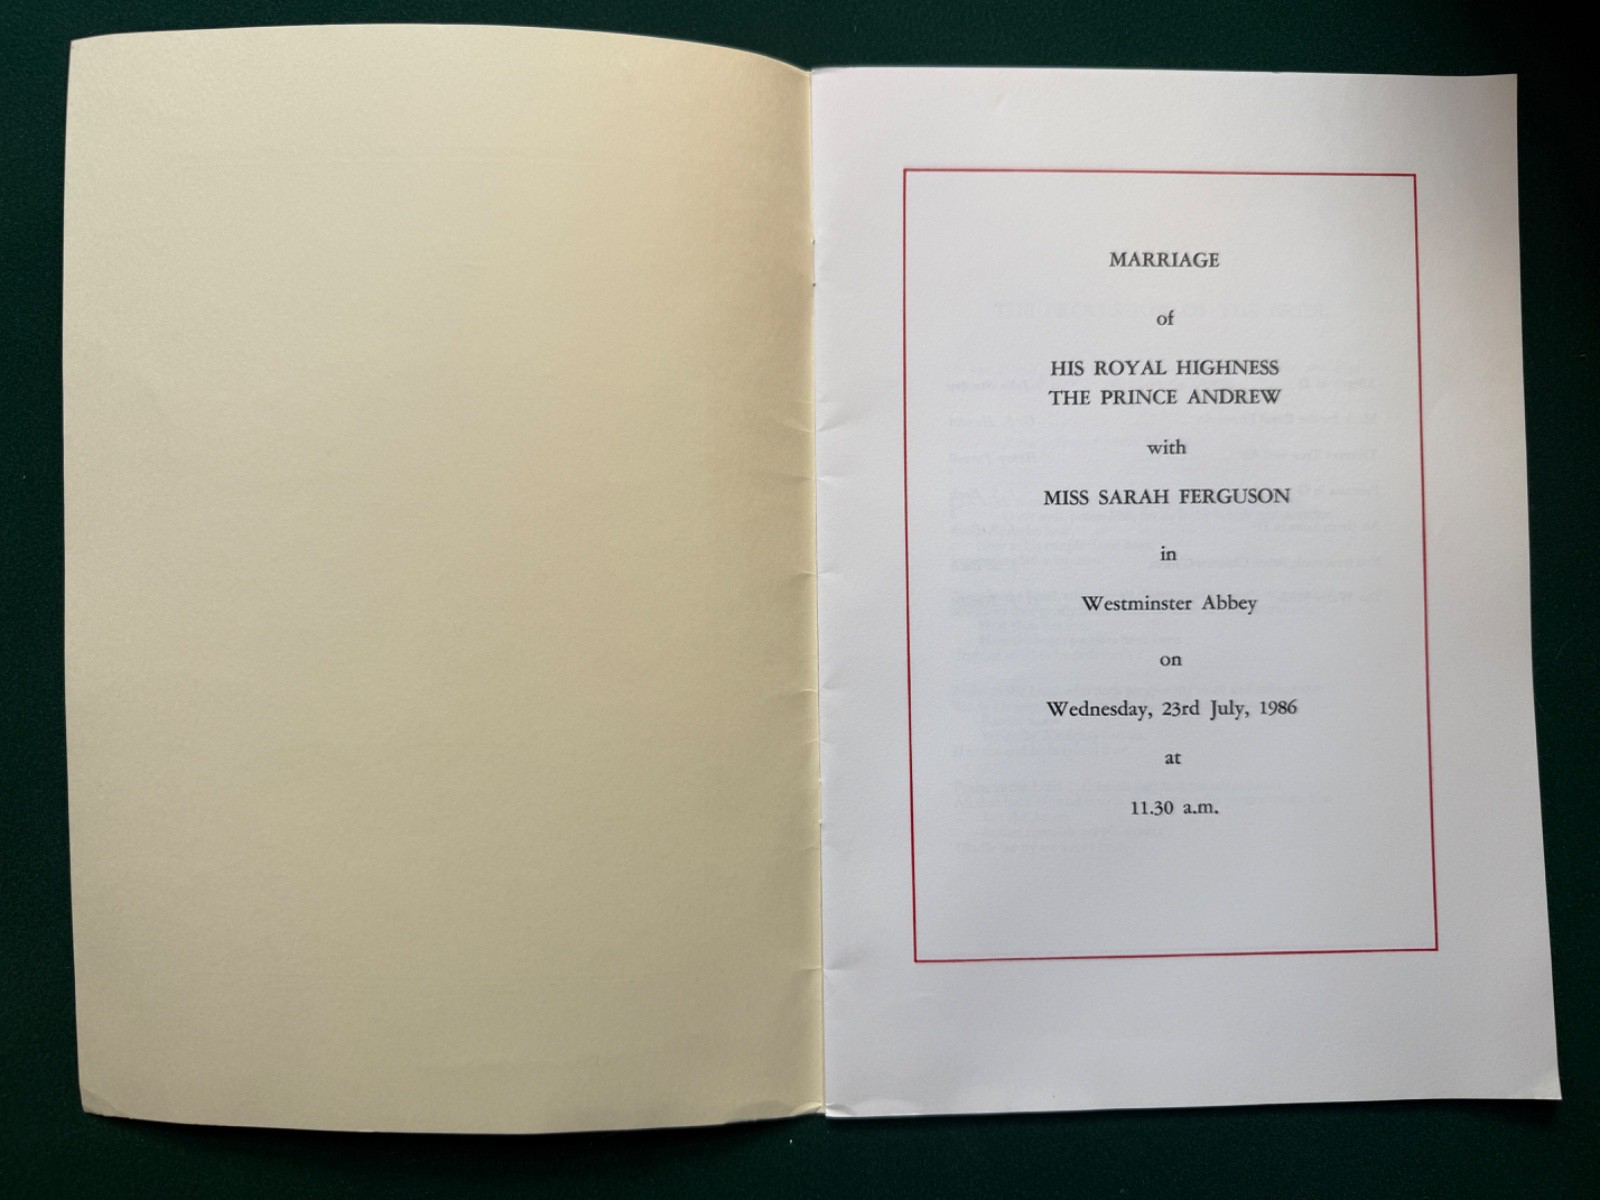 MARRIAGE
of
HIS ROYAL HIGHNESS
THE PRINCE ANDREW
with
MISS SARAH FERGUSON
in
Westminster Abbey
on
Wednesday, 23rd July, 1986
at
11.30 a.m.